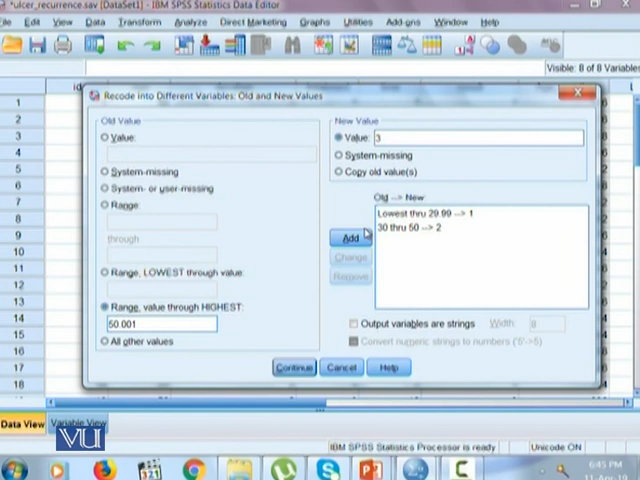 *ulcer_recurrence.sav [DataSet1] - IBM SPSS Statistics Data Editor
File Edit View Data Transform Analyze Direct Marketing Graphs Utilities Add-ons Window Help
Visible: 8 of 8 Variables
id
Recode into Different Variables: Old and New Values
Old Value
Value:
System-missing
System- or user-missing
Range:
through
Range, LOWEST through value:
Range, value through HIGHEST:
50.001
All other values
New Value
Value: 3
System-missing
Copy old value(s)
Old --> New:
Lowest thru 29.99 --> 1
30 thru 50 --> 2
Add
Change
Remove
Output variables are strings Width: 8
Convert numeric strings to numbers ('5'->5)
Continue Cancel Help
1
2
3
4
5
6
7
8
9
10
11
12
13
14
15
16
17
18
Data View Variable View
VU
IBM SPSS Statistics Processor is ready Unicode ON
6:45 PM
11-Apr-19